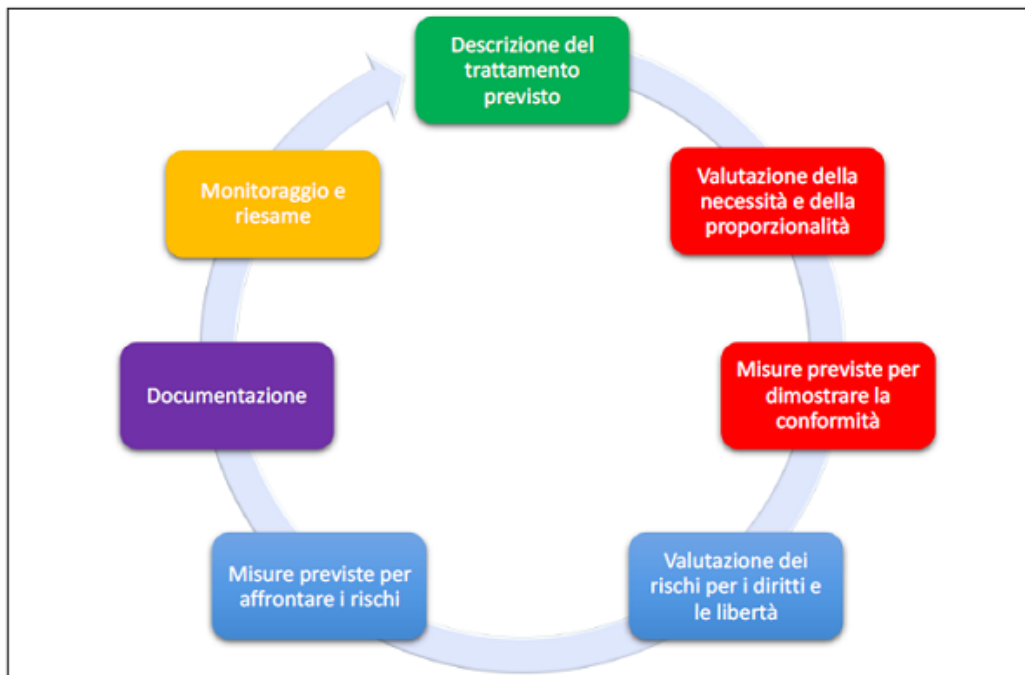 Descrizione del
trattamento
previsto
Valutazione della
necessità e della
proporzionalità
Misure previste per
dimostrare la
conformità
Valutazione dei
rischi per i diritti e
le libertà
Misure previste per
affrontare i rischi
Documentazione
Monitoraggio e
riesame